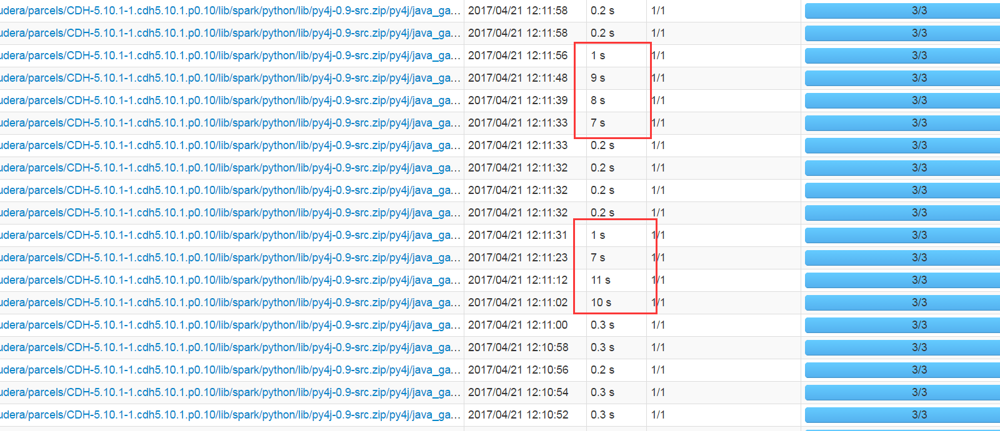 udera/parcels/CDH-5.10.1-1.cdh5.10.1.p0.10/lib/spark/python/lib/py4j-0.9-src.zip/py4j/java_ga... 2017/04/21 12:11:58 0.2 s 1/1 3/3
udera/parcels/CDH-5.10.1-1.cdh5.10.1.p0.10/lib/spark/python/lib/py4j-0.9-src.zip/py4j/java_ga... 2017/04/21 12:11:58 0.2 s 1/1 3/3
udera/parcels/CDH-5.10.1-1.cdh5.10.1.p0.10/lib/spark/python/lib/py4j-0.9-src.zip/py4j/java_ga... 2017/04/21 12:11:56 1 s 1/1 3/3
udera/parcels/CDH-5.10.1-1.cdh5.10.1.p0.10/lib/spark/python/lib/py4j-0.9-src.zip/py4j/java_ga... 2017/04/21 12:11:48 9 s 1/1 3/3
udera/parcels/CDH-5.10.1-1.cdh5.10.1.p0.10/lib/spark/python/lib/py4j-0.9-src.zip/py4j/java_ga... 2017/04/21 12:11:39 8 s 1/1 3/3
udera/parcels/CDH-5.10.1-1.cdh5.10.1.p0.10/lib/spark/python/lib/py4j-0.9-src.zip/py4j/java_ga... 2017/04/21 12:11:33 7 s 1/1 3/3
udera/parcels/CDH-5.10.1-1.cdh5.10.1.p0.10/lib/spark/python/lib/py4j-0.9-src.zip/py4j/java_ga... 2017/04/21 12:11:33 0.2 s 1/1 3/3
udera/parcels/CDH-5.10.1-1.cdh5.10.1.p0.10/lib/spark/python/lib/py4j-0.9-src.zip/py4j/java_ga... 2017/04/21 12:11:32 0.2 s 1/1 3/3
udera/parcels/CDH-5.10.1-1.cdh5.10.1.p0.10/lib/spark/python/lib/py4j-0.9-src.zip/py4j/java_ga... 2017/04/21 12:11:32 0.2 s 1/1 3/3
udera/parcels/CDH-5.10.1-1.cdh5.10.1.p0.10/lib/spark/python/lib/py4j-0.9-src.zip/py4j/java_ga... 2017/04/21 12:11:32 0.2 s 1/1 3/3
udera/parcels/CDH-5.10.1-1.cdh5.10.1.p0.10/lib/spark/python/lib/py4j-0.9-src.zip/py4j/java_ga... 2017/04/21 12:11:31 1 s 1/1 3/3
udera/parcels/CDH-5.10.1-1.cdh5.10.1.p0.10/lib/spark/python/lib/py4j-0.9-src.zip/py4j/java_ga... 2017/04/21 12:11:23 7 s 1/1 3/3
udera/parcels/CDH-5.10.1-1.cdh5.10.1.p0.10/lib/spark/python/lib/py4j-0.9-src.zip/py4j/java_ga... 2017/04/21 12:11:12 11 s 1/1 3/3
udera/parcels/CDH-5.10.1-1.cdh5.10.1.p0.10/lib/spark/python/lib/py4j-0.9-src.zip/py4j/java_ga... 2017/04/21 12:11:02 10 s 1/1 3/3
udera/parcels/CDH-5.10.1-1.cdh5.10.1.p0.10/lib/spark/python/lib/py4j-0.9-src.zip/py4j/java_ga... 2017/04/21 12:11:00 0.3 s 1/1 3/3
udera/parcels/CDH-5.10.1-1.cdh5.10.1.p0.10/lib/spark/python/lib/py4j-0.9-src.zip/py4j/java_ga... 2017/04/21 12:10:58 0.3 s 1/1 3/3
udera/parcels/CDH-5.10.1-1.cdh5.10.1.p0.10/lib/spark/python/lib/py4j-0.9-src.zip/py4j/java_ga... 2017/04/21 12:10:56 0.2 s 1/1 3/3
udera/parcels/CDH-5.10.1-1.cdh5.10.1.p0.10/lib/spark/python/lib/py4j-0.9-src.zip/py4j/java_ga... 2017/04/21 12:10:54 0.3 s 1/1 3/3
udera/parcels/CDH-5.10.1-1.cdh5.10.1.p0.10/lib/spark/python/lib/py4j-0.9-src.zip/py4j/java_ga... 2017/04/21 12:10:52 0.3 s 1/1 3/3